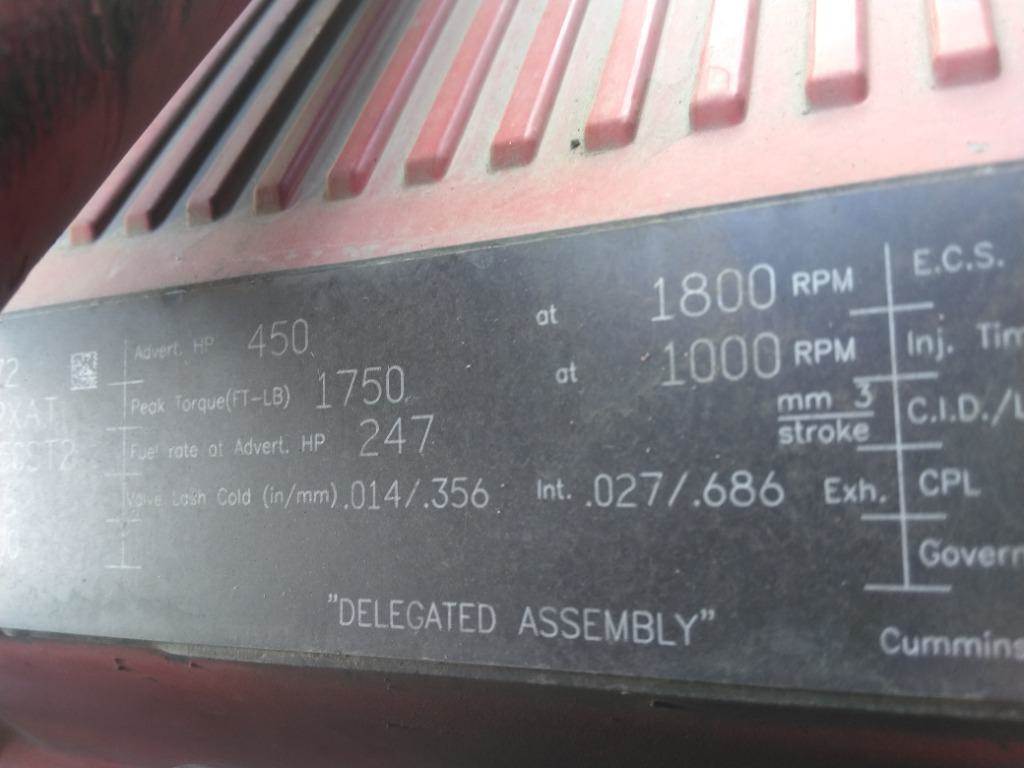 Advert. HP 450 at 1800 RPM
Peak Torque(FT-LB) 1750 at 1000 RPM
Fuel rate at Advert. HP 247 mm 3
stroke
Valve Lash Cold (in/mm) .014/.356 Int. .027/.686 Exh.
"DELEGATED ASSEMBLY"
E.C.S.
Inj. Tim
C.I.D./L
CPL
Govern
Cummins